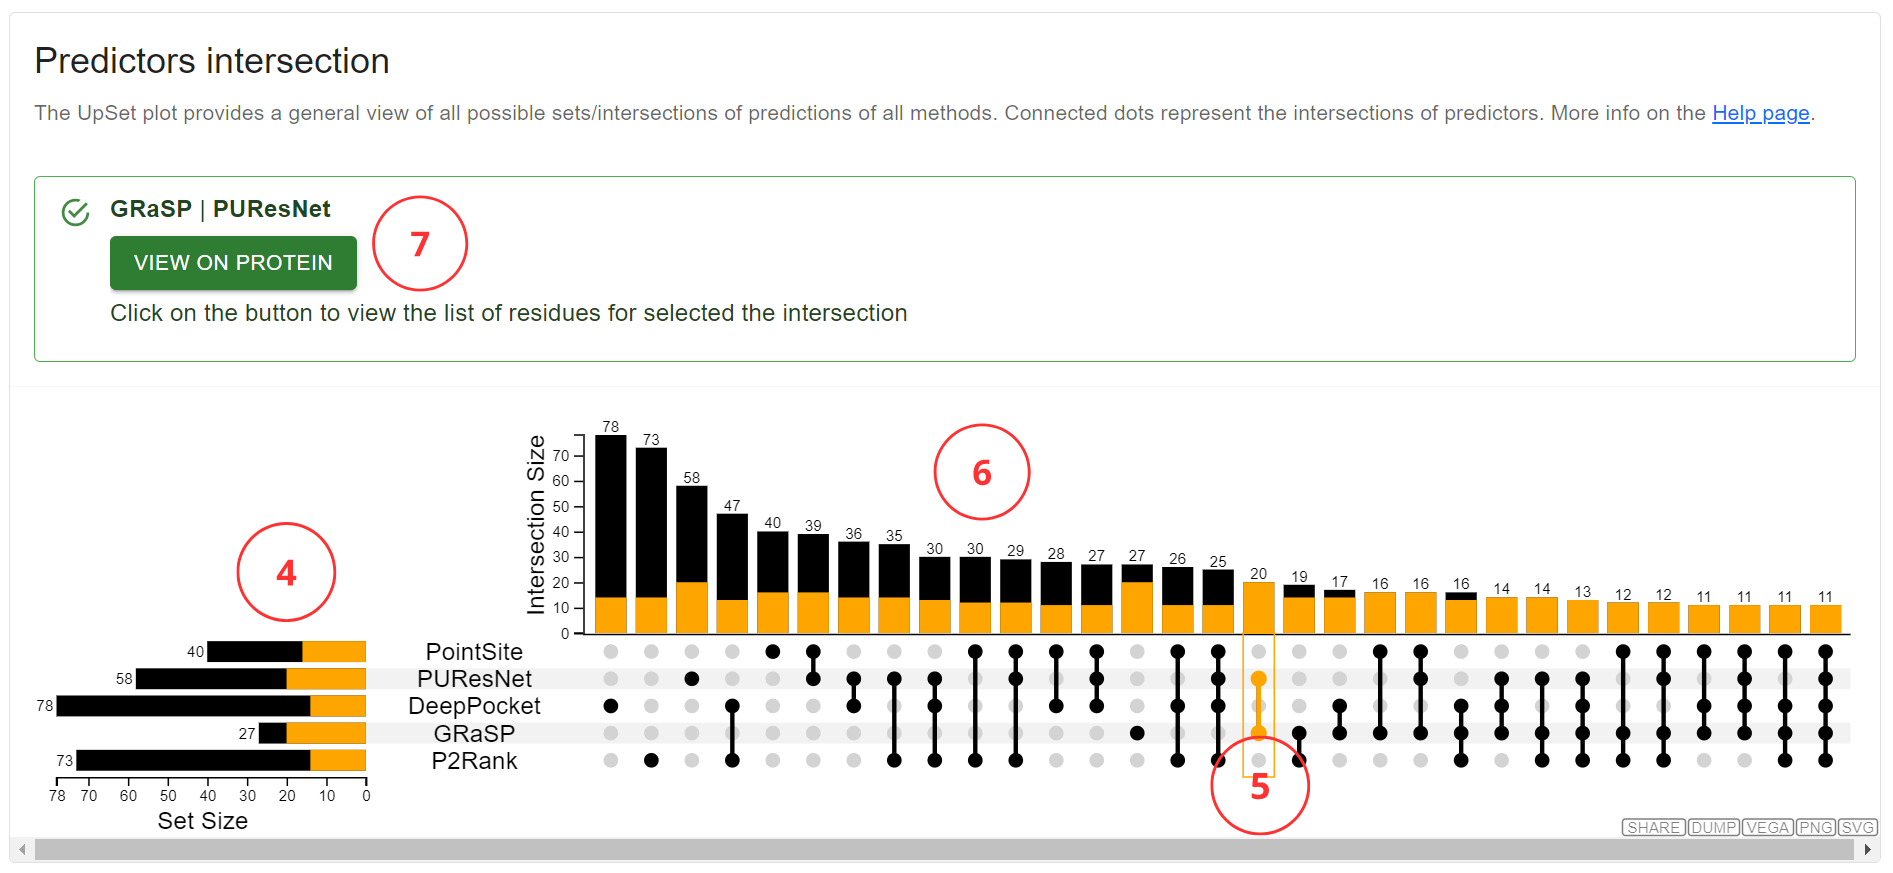 Predictors intersection
The UpSet plot provides a general view of all possible sets/intersections of predictions of all methods. Connected dots represent the intersections of predictors. More info on the Help page.
GRaSP | PUResNet
7
VIEW ON PROTEIN
Click on the button to view the list of residues for selected the intersection
Intersection Size
70
60
50
40
30
20
10
0
78 73 58 47 40 39 36 35 30 30 29 28 27 27 26 25 20 19 17 16 16 16 14 14 13 12 12 11 11 11 11
6
4
40 PointSite
58 PUResNet
78 DeepPocket
27 GRaSP
73 P2Rank
5
78 70 60 50 40 30 20 10 0
Set Size
SHARE DUMP VEGA PNG SVG